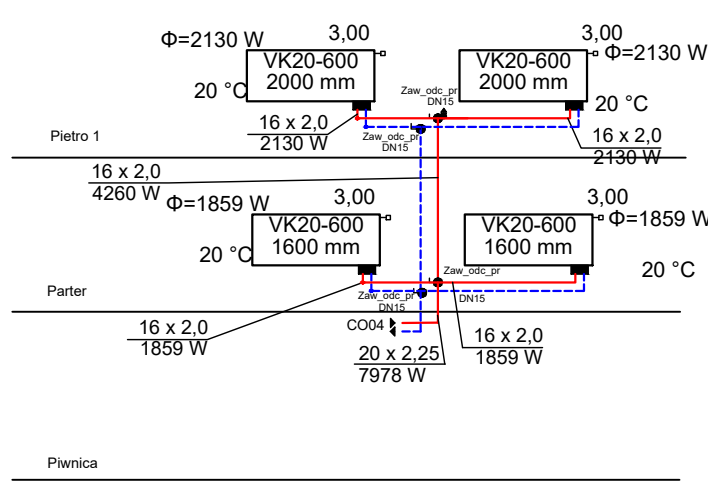 Φ=2130 W
3,00
VK20-600
2000 mm
20 °C
3,00
Φ=2130 W
VK20-600
2000 mm
20 °C
Zaw_odc_pr
DN15
Zaw_odc_pr
DN15
16 x 2,0
2130 W
16 x 2,0
2130 W
Pietro 1
16 x 2,0
4260 W
Φ=1859 W
3,00
VK20-600
1600 mm
20 °C
3,00
Φ=1859 W
VK20-600
1600 mm
20 °C
Zaw_odc_pr
DN15
Zaw_odc_pr
DN15
Parter
16 x 2,0
1859 W
CO04
20 x 2,25
7978 W
16 x 2,0
1859 W
Piwnica